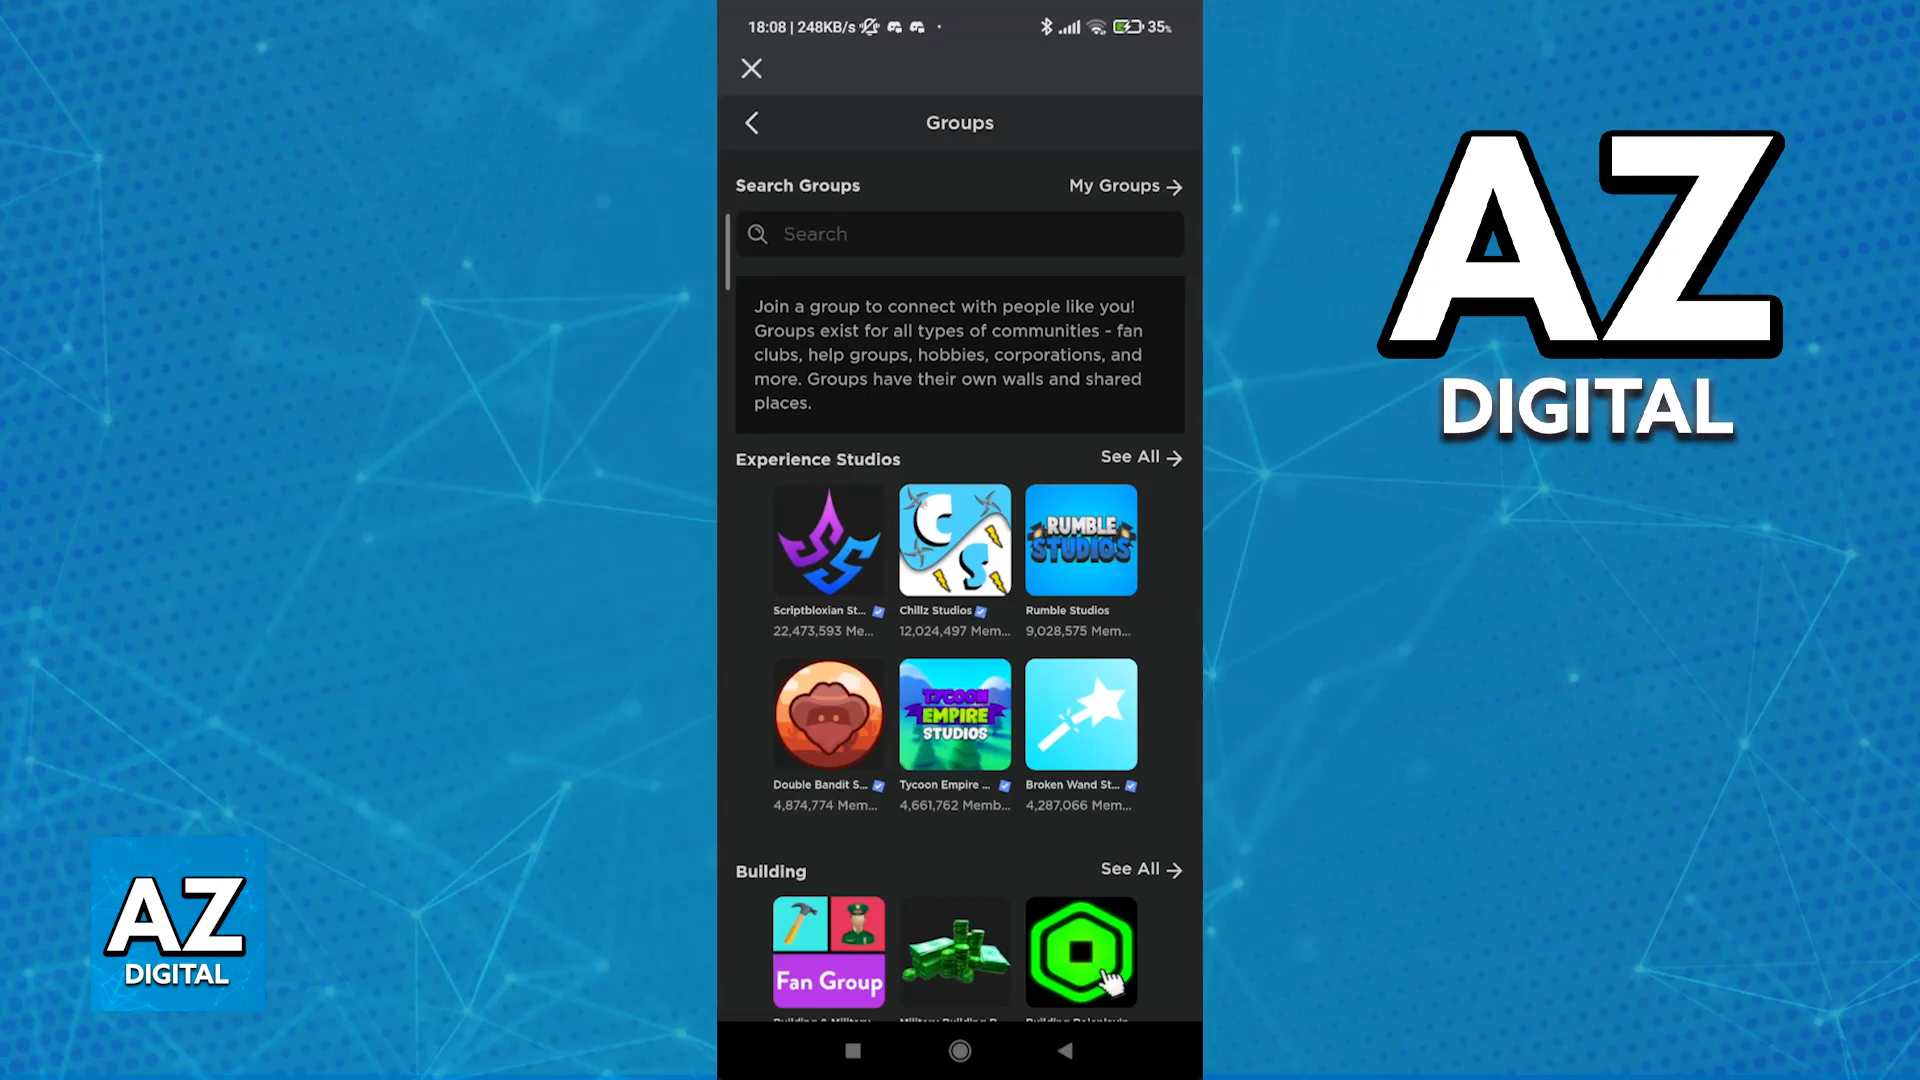 18:08 | 248KB/s
35%
Groups
Search Groups
My Groups →
Search
Join a group to connect with people like you!
Groups exist for all types of communities - fan
clubs, help groups, hobbies, corporations, and
more. Groups have their own walls and shared
places.
Experience Studios
See All →
C S
RUMBLE
STUDIOS
Scriptbloxian St...
Chillz Studios
Rumble Studios
22,473,593 Me...
12,024,497 Mem...
9,028,575 Mem...
TYCOON
EMPIRE
STUDIOS
Double Bandit S...
Tycoon Empire ...
Broken Wand St...
4,874,774 Mem...
4,661,762 Memb...
4,287,066 Mem...
Building
See All →
Fan Group
AZ
DIGITAL
AZ
DIGITAL